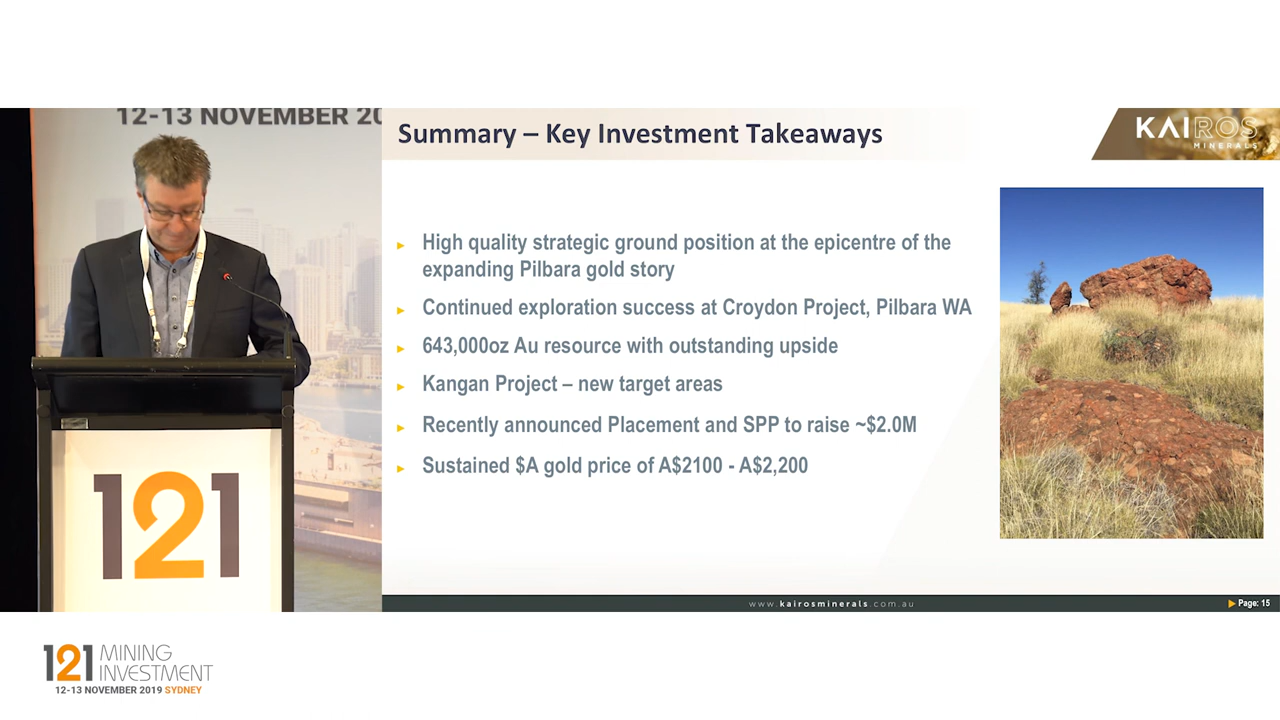 12-13 NOVEMBER 20
Summary – Key Investment Takeaways
KAIROS
MINERALS
► High quality strategic ground position at the epicentre of the
expanding Pilbara gold story
► Continued exploration success at Croydon Project, Pilbara WA
► 643,000oz Au resource with outstanding upside
► Kangan Project – new target areas
► Recently announced Placement and SPP to raise ~$2.0M
► Sustained $A gold price of A$2100 - A$2,200
121
www.kairosminerals.com.au
► Page: 15
121 MINING
INVESTMENT
12-13 NOVEMBER 2019 SYDNEY